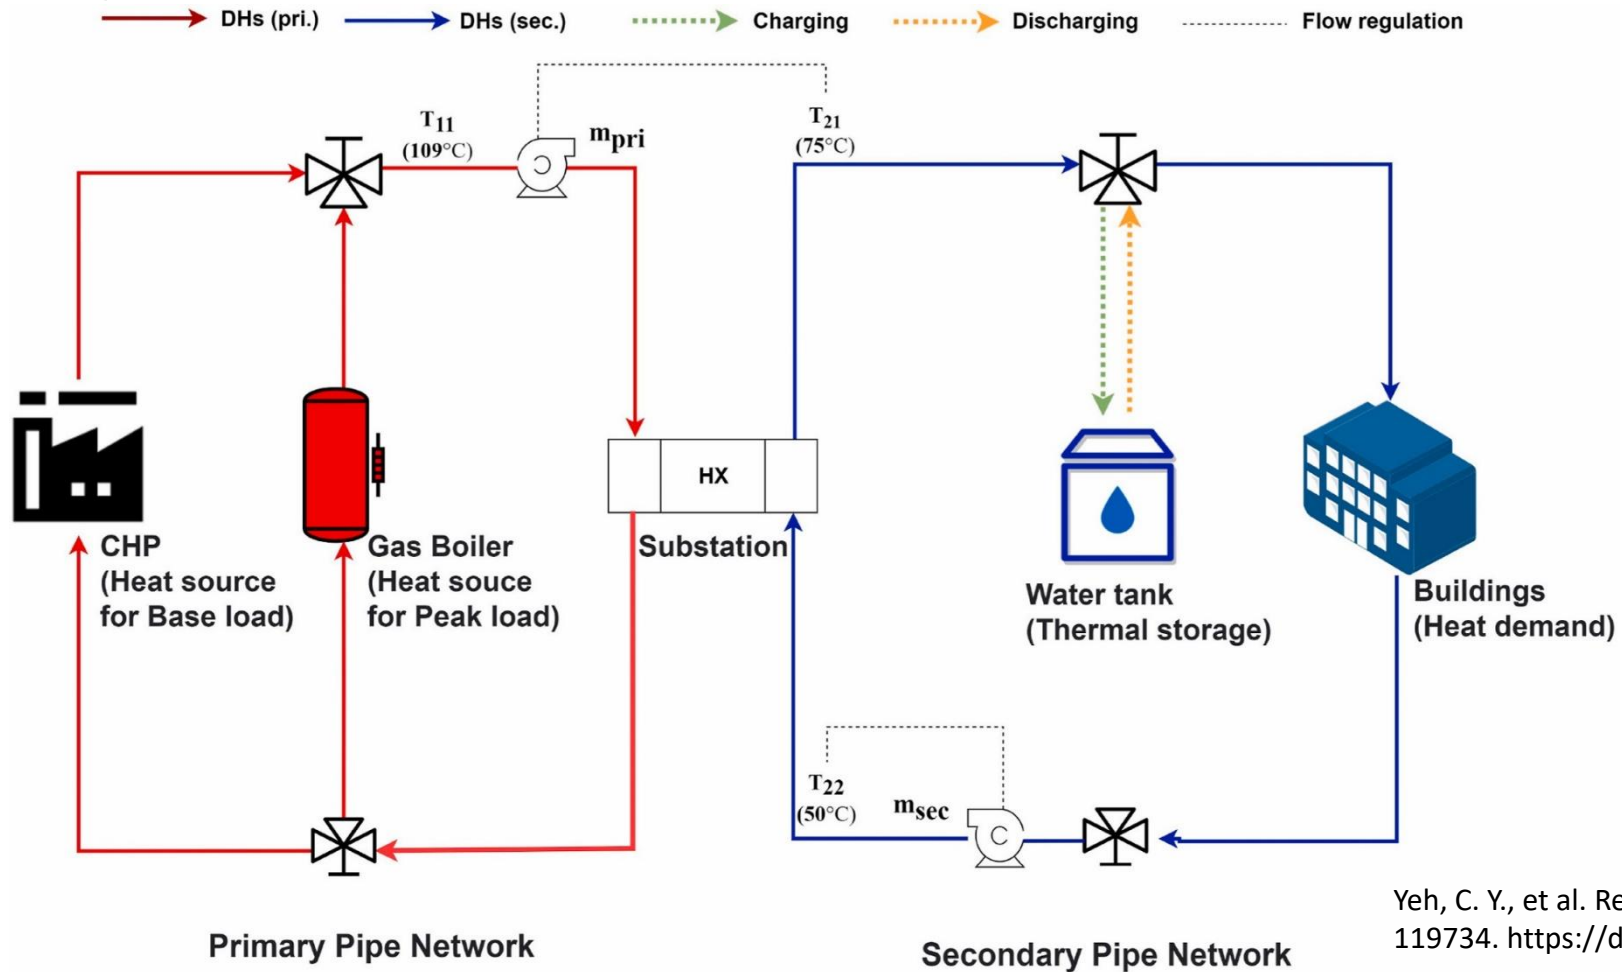 DHs (pri.)
DHs (sec.)
Charging
Discharging
Flow regulation
T11
(109°C)
mpri
T21
(75°C)
HX
CHP
(Heat source
for Base load)
Gas Boiler
(Heat souce
for Peak load)
Substation
Water tank
(Thermal storage)
Buildings
(Heat demand)
T22
(50°C)
msec
C
C
Primary Pipe Network
Secondary Pipe Network
Yeh, C. Y., et al. Re
119734. https://d